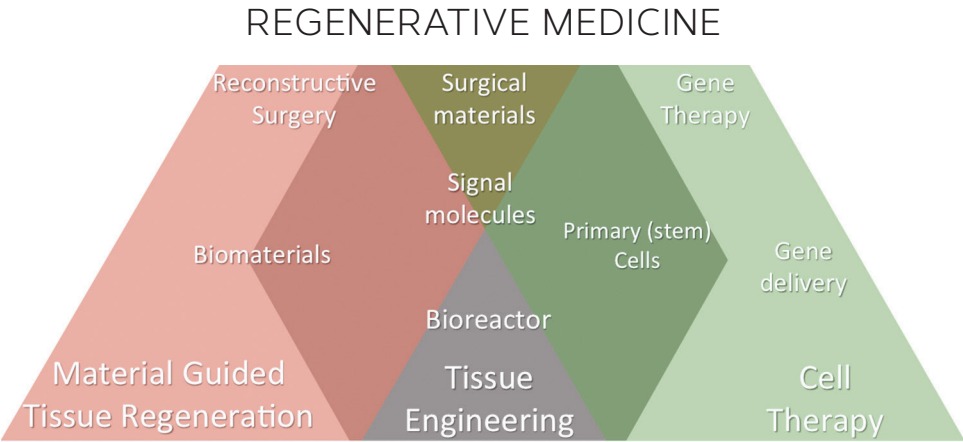 REGENERATIVE MEDICINE
Reconstructive
Surgery
Surgical
materials
Gene
Therapy
Signal
molecules
Biomaterials
Primary (stem)
Cells
Gene
delivery
Bioreactor
Material Guided
Tissue Regeneration
Tissue
Engineering
Cell
Therapy